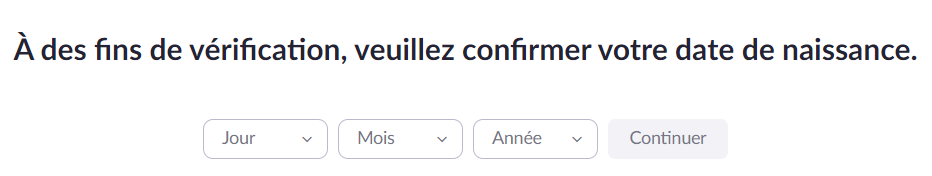 À des fins de vérification, veuillez confirmer votre date de naissance.
Jour Mois Année Continuer